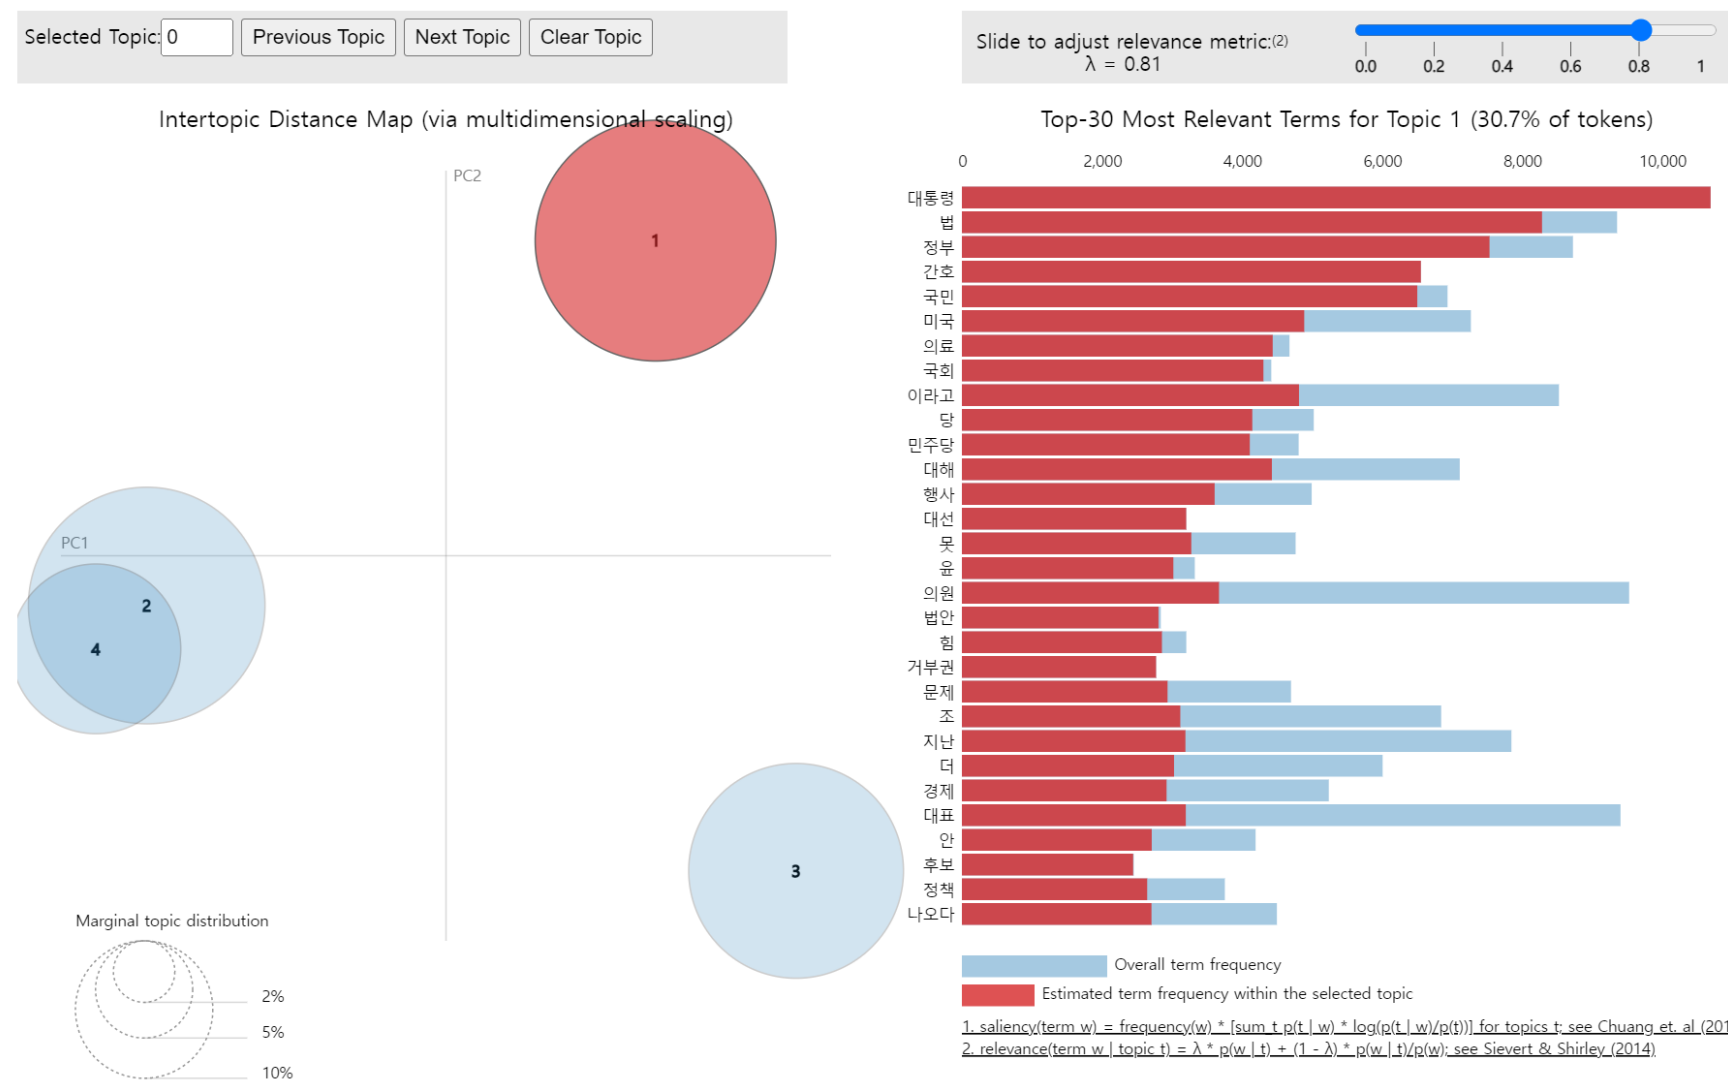 Selected Topic: 0 Previous Topic Next Topic Clear Topic
Slide to adjust relevance metric:(2)
λ = 0.81
0.0 0.2 0.4 0.6 0.8 1
Intertopic Distance Map (via multidimensional scaling)
PC2
PC1
1
2
4
3
Marginal topic distribution
2%
5%
10%
Top-30 Most Relevant Terms for Topic 1 (30.7% of tokens)
0 2,000 4,000 6,000 8,000 10,000
대통령
법
정부
간호
국민
미국
의료
국회
이라고
당
민주당
대해
행사
대선
못
윤
의원
법안
힘
거부권
문제
조
지난
더
경제
대표
안
후보
정책
나오다
Overall term frequency
Estimated term frequency within the selected topic
1. saliency(term w) = frequency(w) * [sum_t p(t | w) * log(p(t | w)/p(t))] for topics t; see Chuang et. al (201
2. relevance(term w | topic t) = λ * p(w | t) + (1 - λ) * p(w | t)/p(w); see Sievert & Shirley (2014)